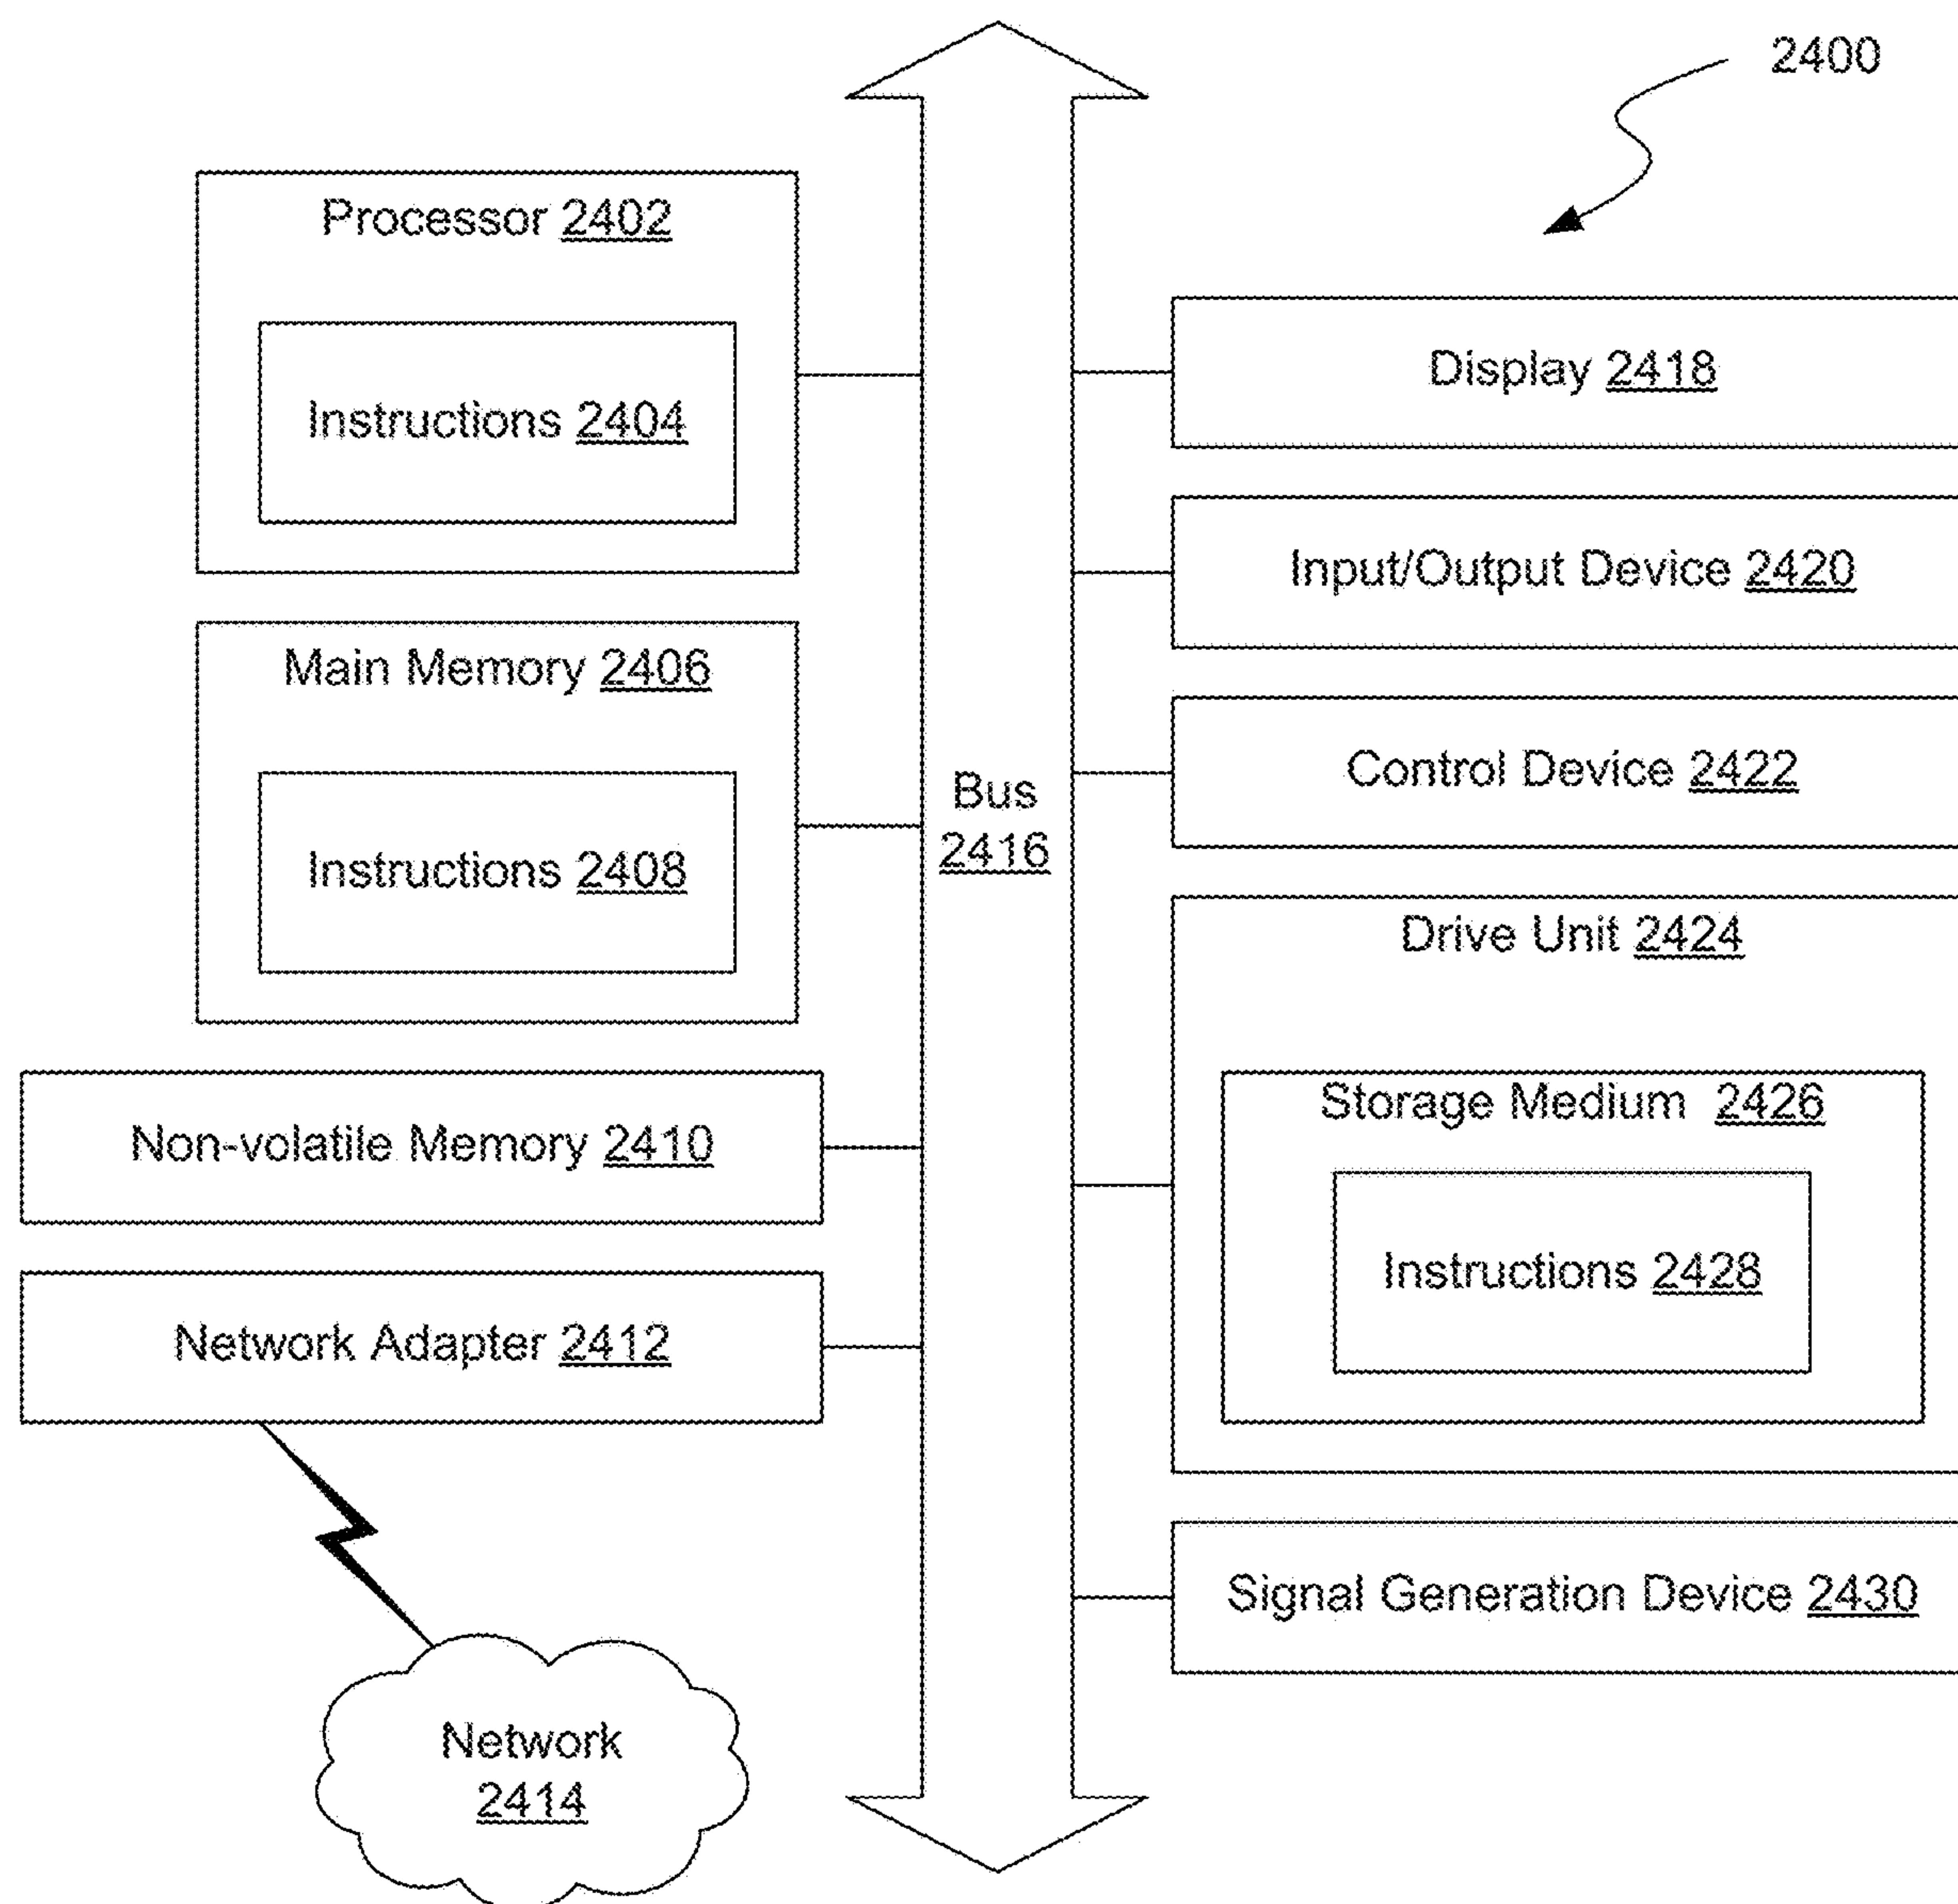 2400
Processor 2402
Instructions 2404
Main Memory 2406
Instructions 2408
Non-volatile Memory 2410
Network Adapter 2412
Network
2414
Bus
2416
Display 2418
Input/Output Device 2420
Control Device 2422
Drive Unit 2424
Storage Medium 2426
Instructions 2428
Signal Generation Device 2430